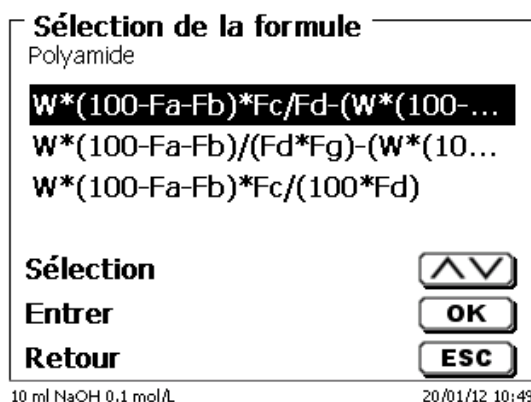 Sélection de la formule
Polyamide
W*(100-Fa-Fb)*Fc/Fd-(W*(100-...
W*(100-Fa-Fb)/(Fd*Fg)-(W*(10...
W*(100-Fa-Fb)*Fc/(100*Fd)
Sélection
Entrer OK
Retour ESC
10 ml NaOH 0.1 mol/L 20/01/12 10:49